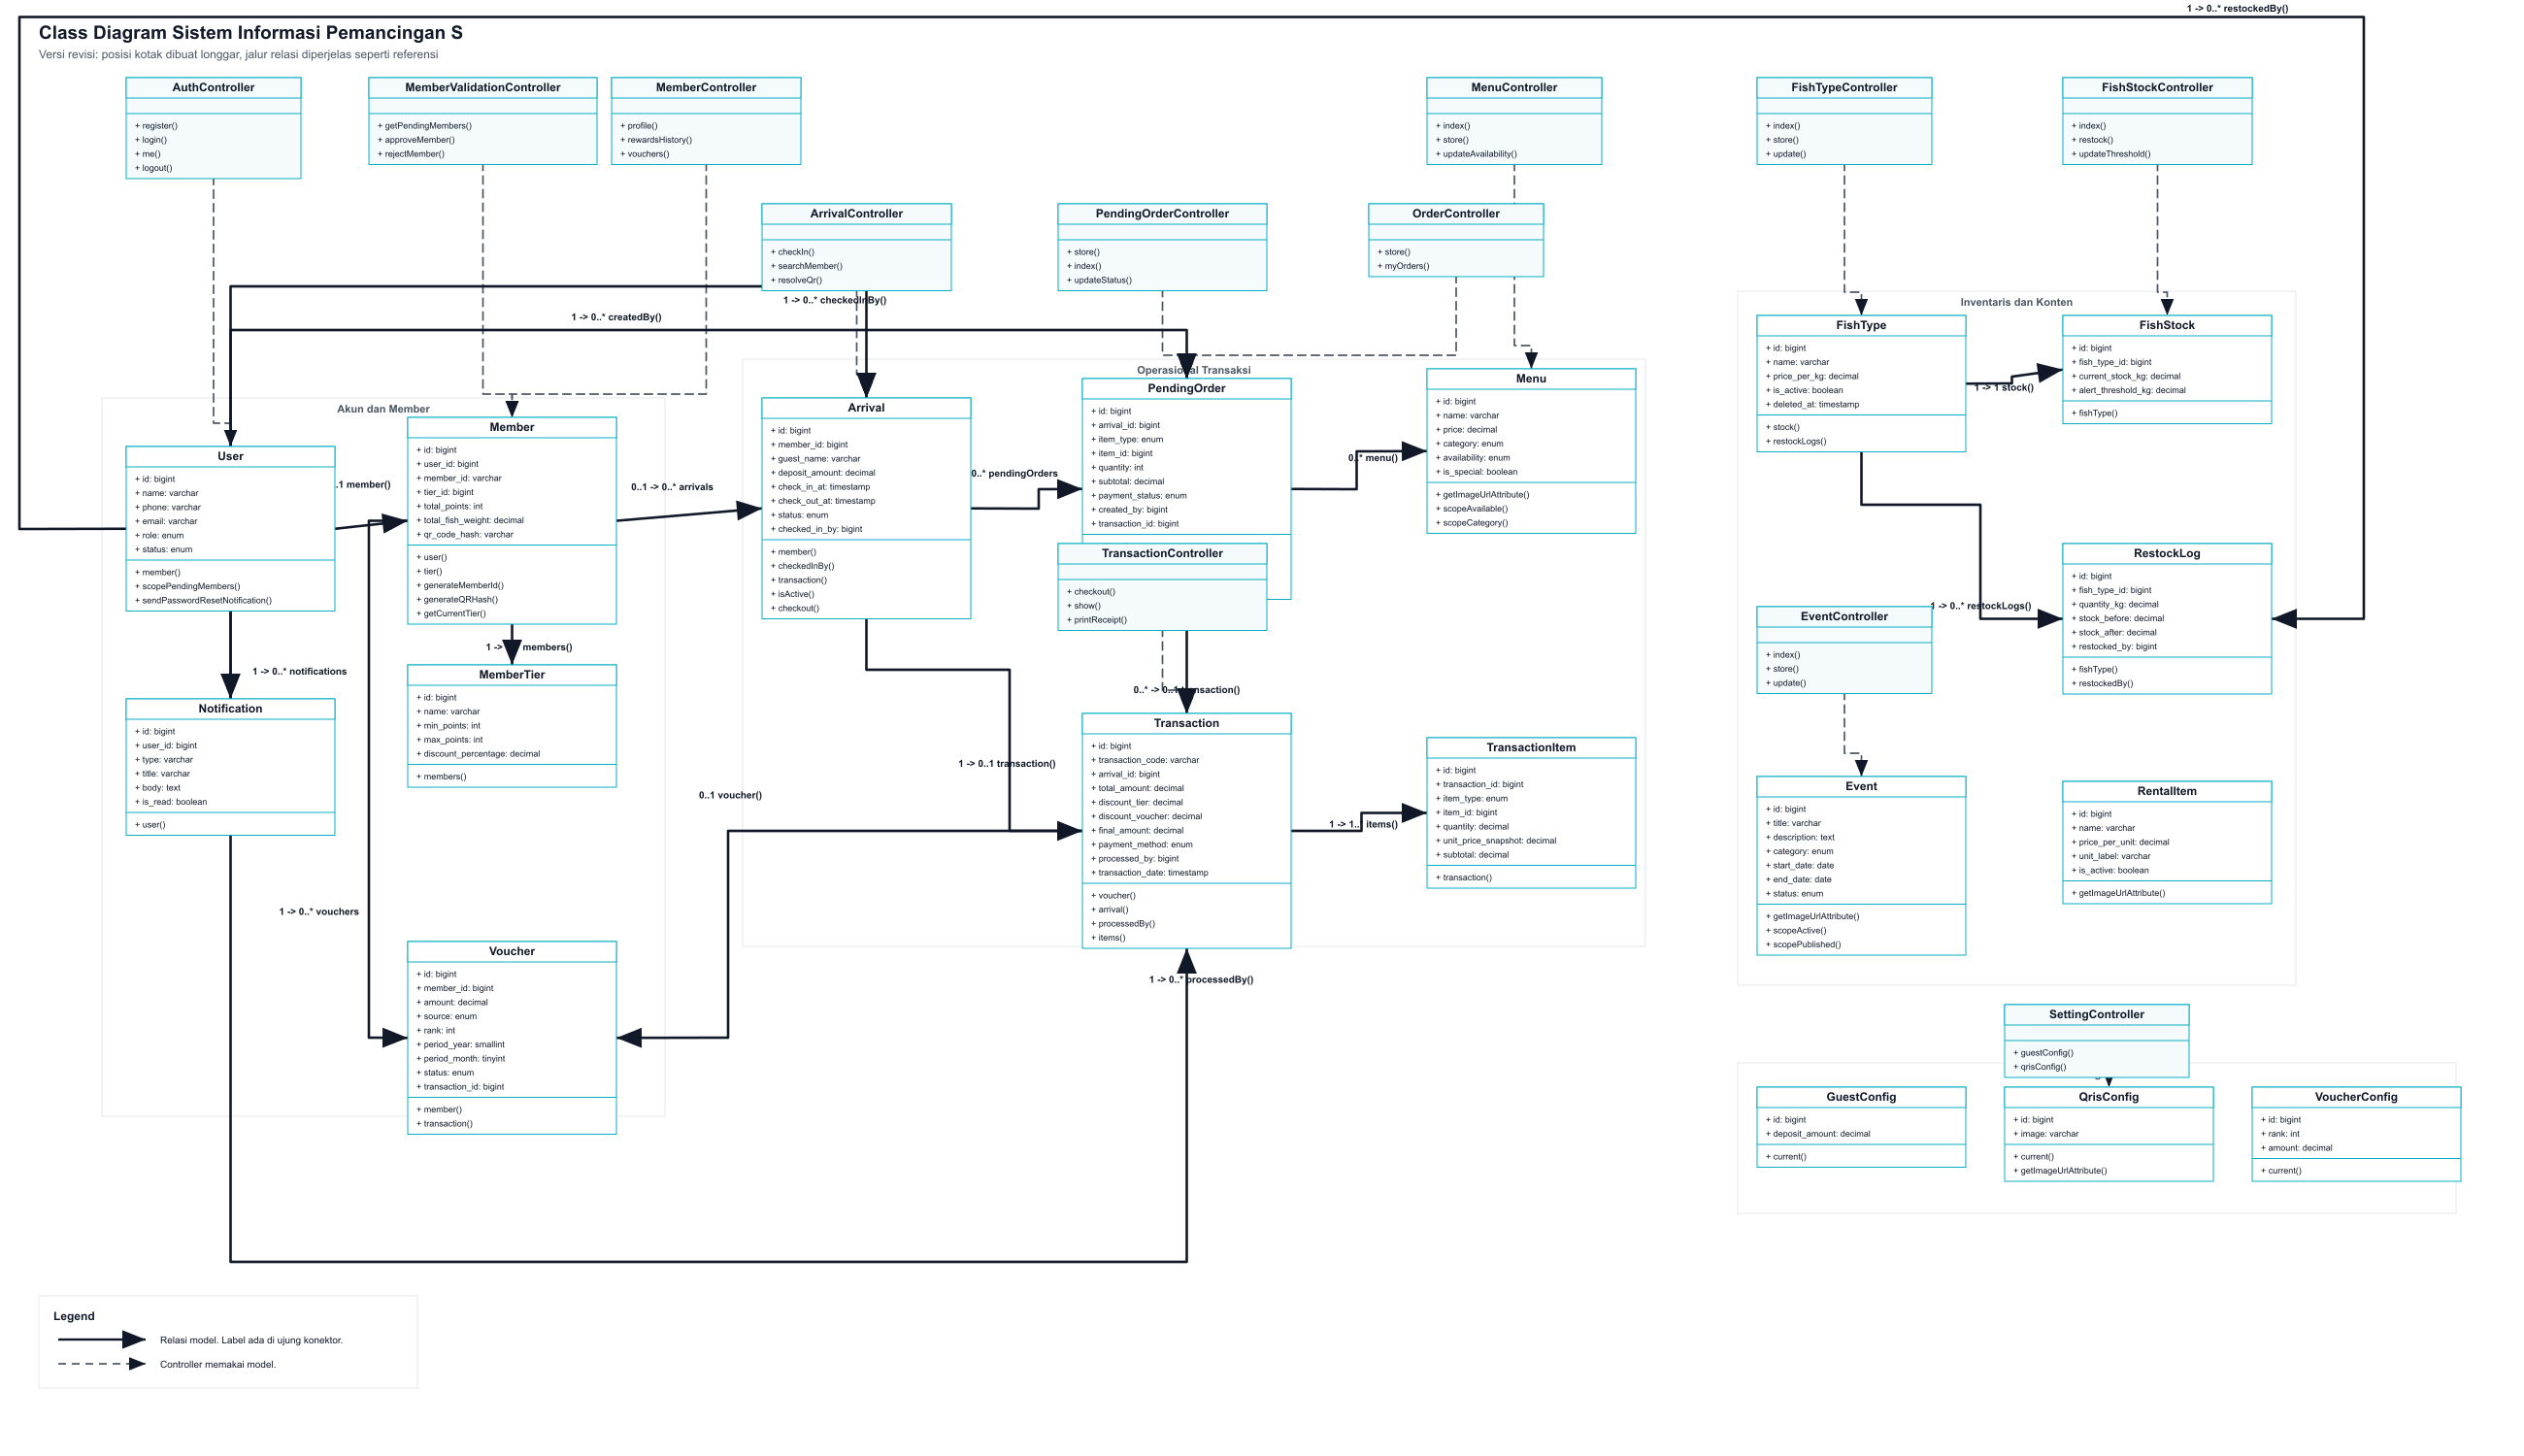 1 -> 0..* restockedBy()
Class Diagram Sistem Informasi Pemancingan S
Versi revisi: posisi kotak dibuat longgar, jalur relasi diperjelas seperti referensi
AuthController
+ register()
+ login()
+ me()
+ logout()
MemberValidationController
+ getPendingMembers()
+ approveMember()
+ rejectMember()
MemberController
+ profile()
+ rewardsHistory()
+ vouchers()
MenuController
+ index()
+ store()
+ updateAvailability()
FishTypeController
+ index()
+ store()
+ update()
FishStockController
+ index()
+ restock()
+ updateThreshold()
ArrivalController
+ checkIn()
+ searchMember()
+ resolveQr()
PendingOrderController
+ store()
+ index()
+ updateStatus()
OrderController
+ store()
+ myOrders()
1 -> 0..* checkedInBy()
1 -> 0..* createdBy()
Akun dan Member
Operasional Transaksi
Inventaris dan Konten
User
+ id: bigint
+ name: varchar
+ phone: varchar
+ email: varchar
+ role: enum
+ status: enum
+ member()
+ scopePendingMembers()
+ sendPasswordResetNotification()
.1 member()
Member
+ id: bigint
+ user_id: bigint
+ member_id: varchar
+ tier_id: bigint
+ total_points: int
+ total_fish_weight: decimal
+ qr_code_hash: varchar
+ user()
+ tier()
+ generateMemberId()
+ generateQRHash()
+ getCurrentTier()
0..1 -> 0..* arrivals
Arrival
+ id: bigint
+ member_id: bigint
+ guest_name: varchar
+ deposit_amount: decimal
+ check_in_at: timestamp
+ check_out_at: timestamp
+ status: enum
+ checked_in_by: bigint
+ member()
+ checkedInBy()
+ transaction()
+ isActive()
+ checkout()
0..* pendingOrders
PendingOrder
+ id: bigint
+ arrival_id: bigint
+ item_type: enum
+ item_id: bigint
+ quantity: int
+ subtotal: decimal
+ payment_status: enum
+ created_by: bigint
+ transaction_id: bigint
TransactionController
+ checkout()
+ show()
+ printReceipt()
0..* menu()
Menu
+ id: bigint
+ name: varchar
+ price: decimal
+ category: enum
+ availability: enum
+ is_special: boolean
+ getImageUrlAttribute()
+ scopeAvailable()
+ scopeCategory()
FishType
+ id: bigint
+ name: varchar
+ price_per_kg: decimal
+ is_active: boolean
+ deleted_at: timestamp
+ stock()
+ restockLogs()
1 -> 1 stock()
FishStock
+ id: bigint
+ fish_type_id: bigint
+ current_stock_kg: decimal
+ alert_threshold_kg: decimal
+ fishType()
1 -> 0..* restockLogs()
RestockLog
+ id: bigint
+ fish_type_id: bigint
+ quantity_kg: decimal
+ stock_before: decimal
+ stock_after: decimal
+ restocked_by: bigint
+ fishType()
+ restockedBy()
EventController
+ index()
+ store()
+ update()
1 -> 0..* notifications
1 -> members()
MemberTier
+ id: bigint
+ name: varchar
+ min_points: int
+ max_points: int
+ discount_percentage: decimal
+ members()
Notification
+ id: bigint
+ user_id: bigint
+ type: varchar
+ title: varchar
+ body: text
+ is_read: boolean
+ user()
0..* -> 0..1 transaction()
1 -> 0..1 transaction()
0..1 voucher()
Transaction
+ id: bigint
+ transaction_code: varchar
+ arrival_id: bigint
+ total_amount: decimal
+ discount_tier: decimal
+ discount_voucher: decimal
+ final_amount: decimal
+ payment_method: enum
+ processed_by: bigint
+ transaction_date: timestamp
+ voucher()
+ arrival()
+ processedBy()
+ items()
1 -> 1..* items()
TransactionItem
+ id: bigint
+ transaction_id: bigint
+ item_type: enum
+ item_id: bigint
+ quantity: decimal
+ unit_price_snapshot: decimal
+ subtotal: decimal
+ transaction()
Event
+ id: bigint
+ title: varchar
+ description: text
+ category: enum
+ start_date: date
+ end_date: date
+ status: enum
+ getImageUrlAttribute()
+ scopeActive()
+ scopePublished()
RentalItem
+ id: bigint
+ name: varchar
+ price_per_unit: decimal
+ unit_label: varchar
+ is_active: boolean
+ getImageUrlAttribute()
1 -> 0..* vouchers
Voucher
+ id: bigint
+ member_id: bigint
+ amount: decimal
+ source: enum
+ rank: int
+ period_year: smallint
+ period_month: tinyint
+ status: enum
+ transaction_id: bigint
+ member()
+ transaction()
1 -> 0..* processedBy()
SettingController
+ guestConfig()
+ qrisConfig()
GuestConfig
+ id: bigint
+ deposit_amount: decimal
+ current()
QrisConfig
+ id: bigint
+ image: varchar
+ current()
+ getImageUrlAttribute()
VoucherConfig
+ id: bigint
+ rank: int
+ amount: decimal
+ current()
Legend
Relasi model. Label ada di ujung konektor.
Controller memakai model.